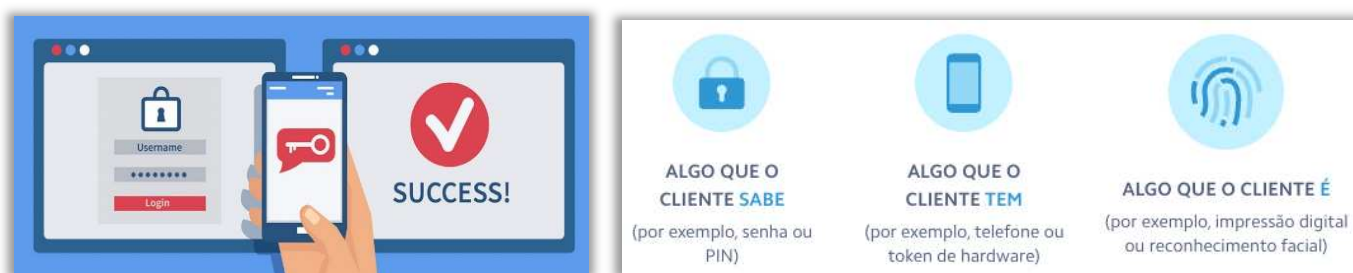 Username
••••••••
Login
SUCCESS!
ALGO QUE O
CLIENTE SABE
(por exemplo, senha ou
PIN)
ALGO QUE O
CLIENTE TEM
(por exemplo, telefone ou
token de hardware)
ALGO QUE O CLIENTE É
(por exemplo, impressão digital
ou reconhecimento facial)